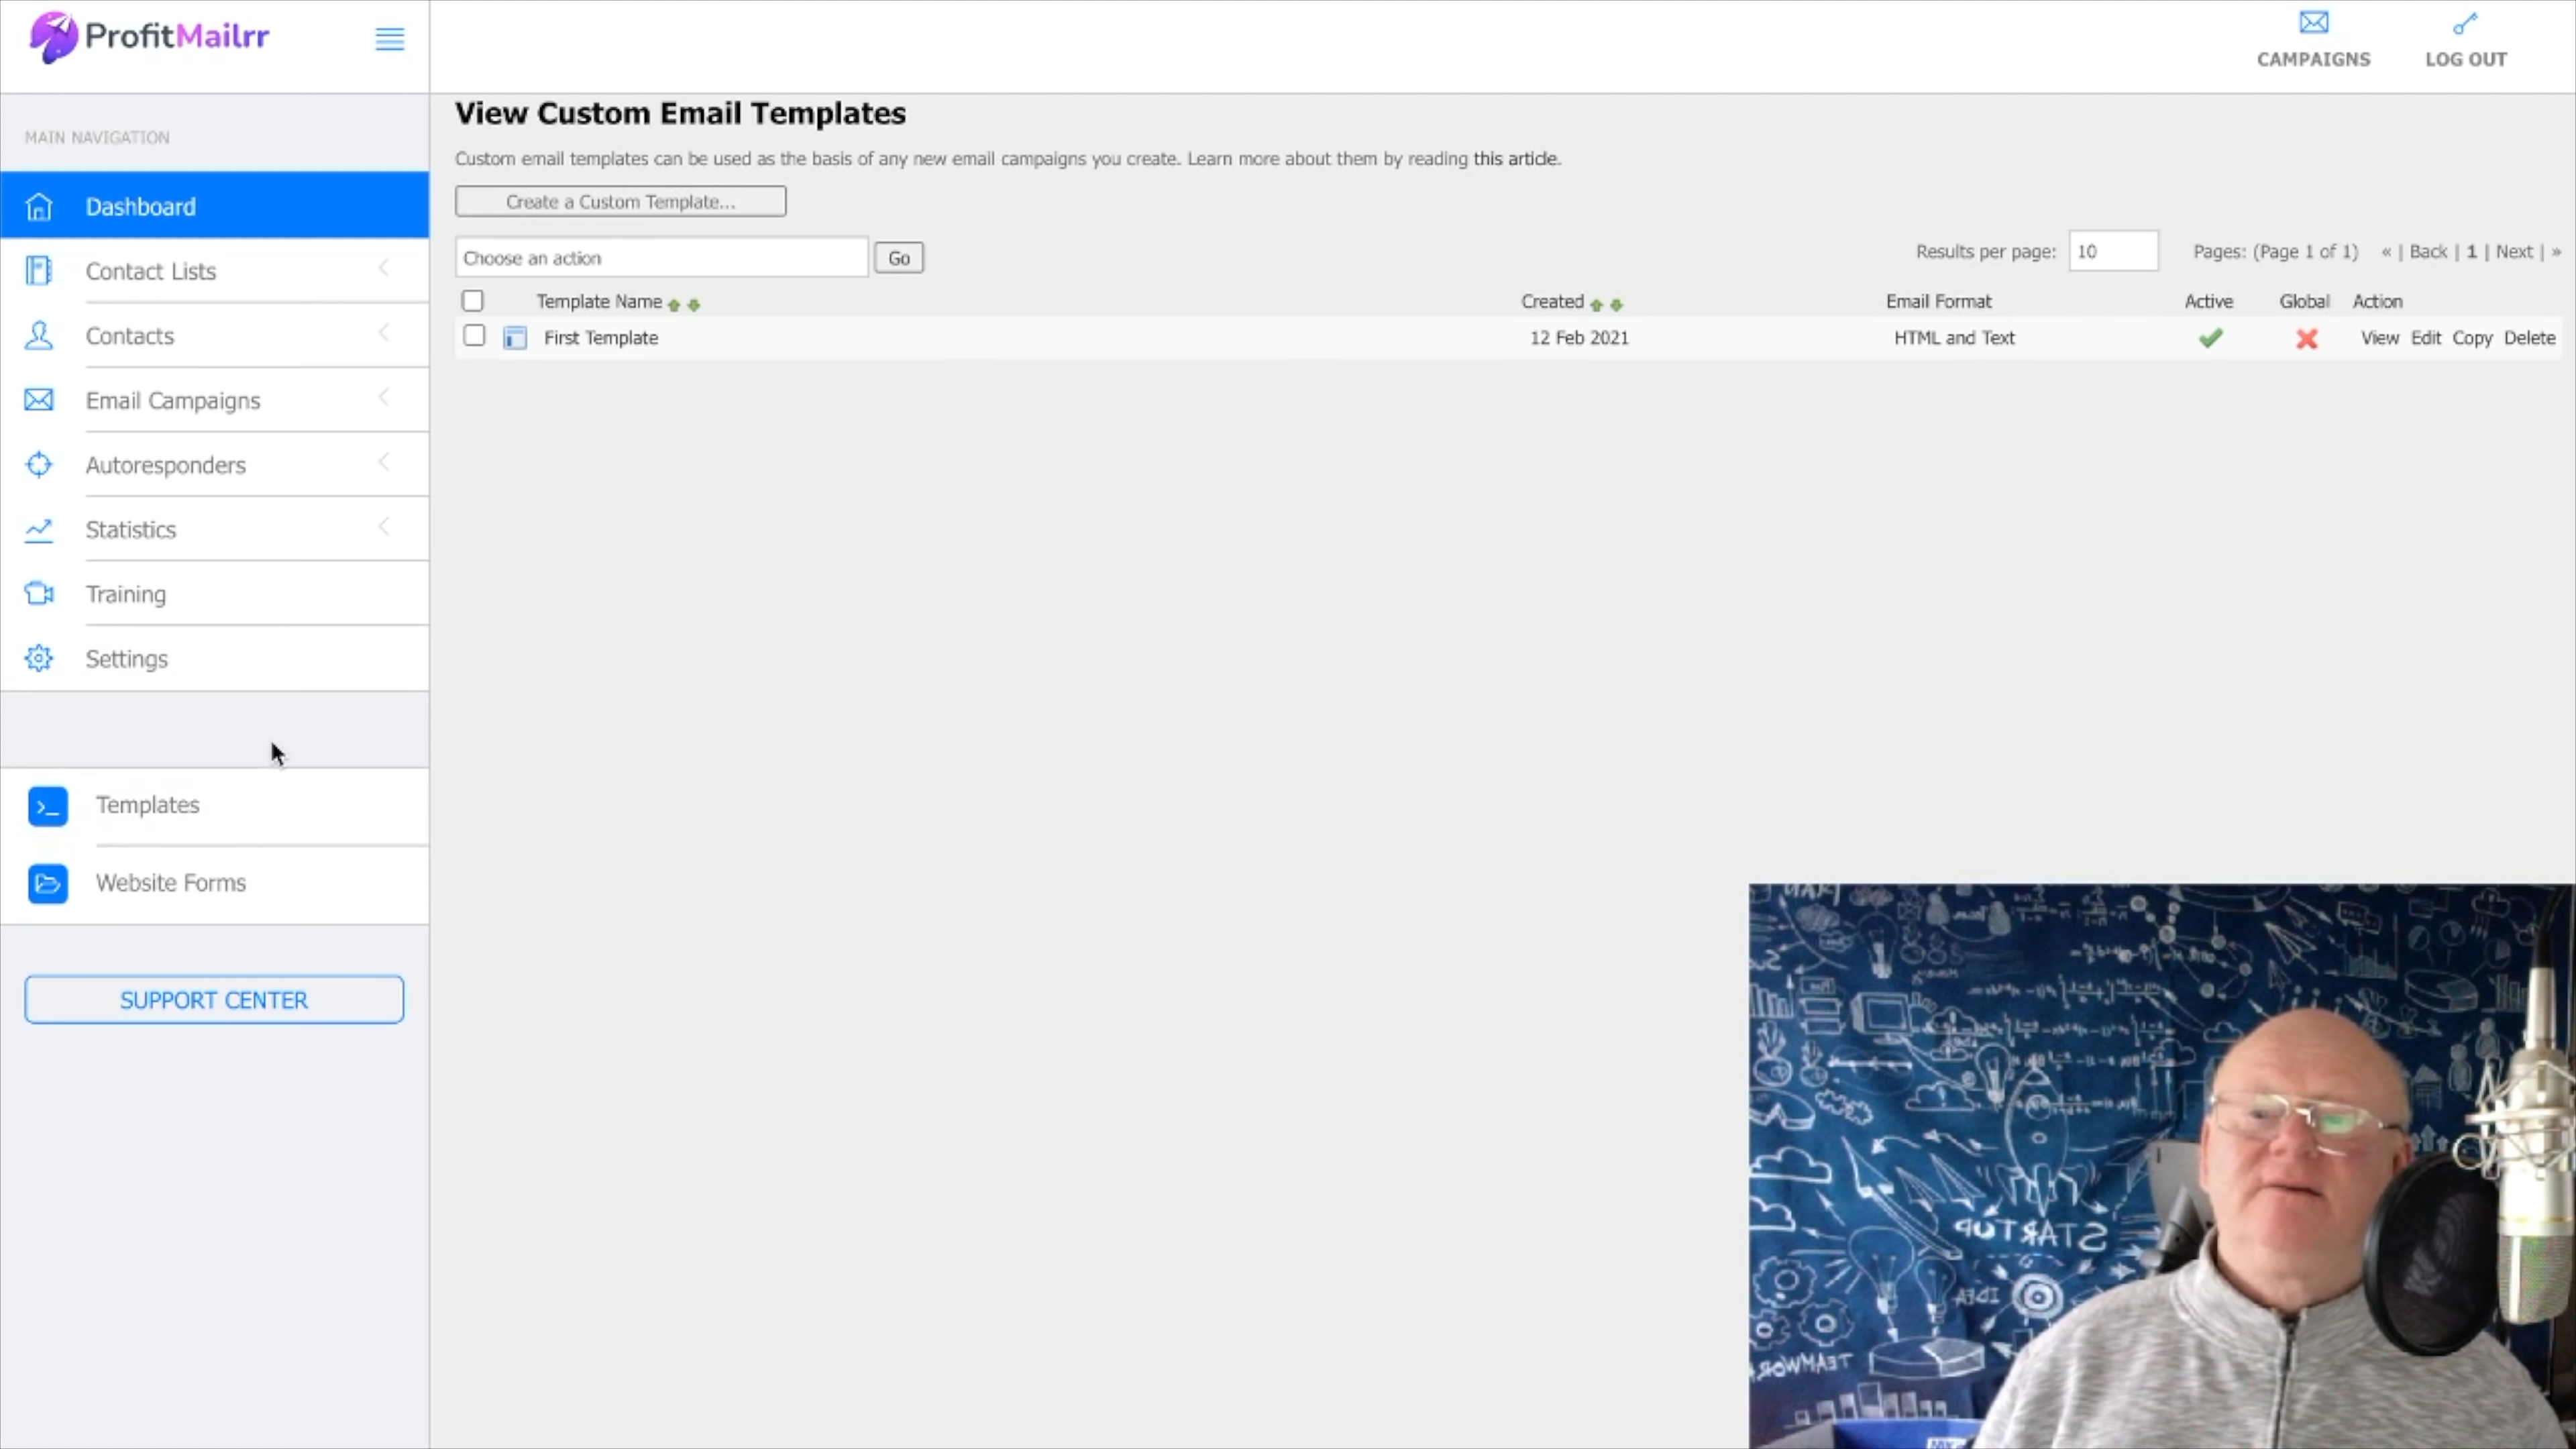 ProfitMailrr
CAMPAIGNS
LOG OUT
MAIN NAVIGATION
Dashboard
Contact Lists
Contacts
Email Campaigns
Autoresponders
Statistics
Training
Settings
Templates
Website Forms
SUPPORT CENTER
View Custom Email Templates
Custom email templates can be used as the basis of any new email campaigns you create. Learn more about them by reading this article.
Create a Custom Template...
Choose an action
Go
Results per page: 10 Pages: (Page 1 of 1) « | Back | 1 | Next | »
Template Name Created Email Format Active Global Action
First Template 12 Feb 2021 HTML and Text View Edit Copy Delete
STARTUP
IDEA